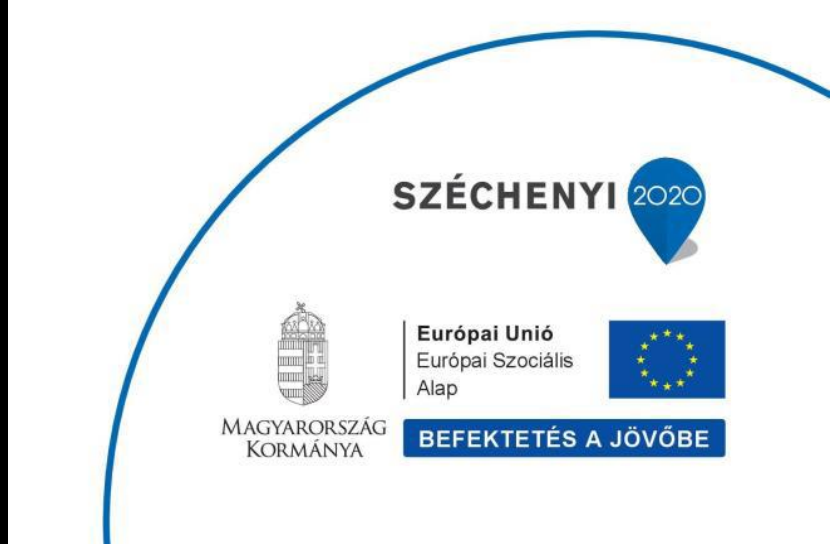 SZÉCHENYI 2020
Európai Unió
Európai Szociális
Alap
MAGYARORSZÁG
KORMÁNYA
BEFEKTETÉS A JÖVŐBE